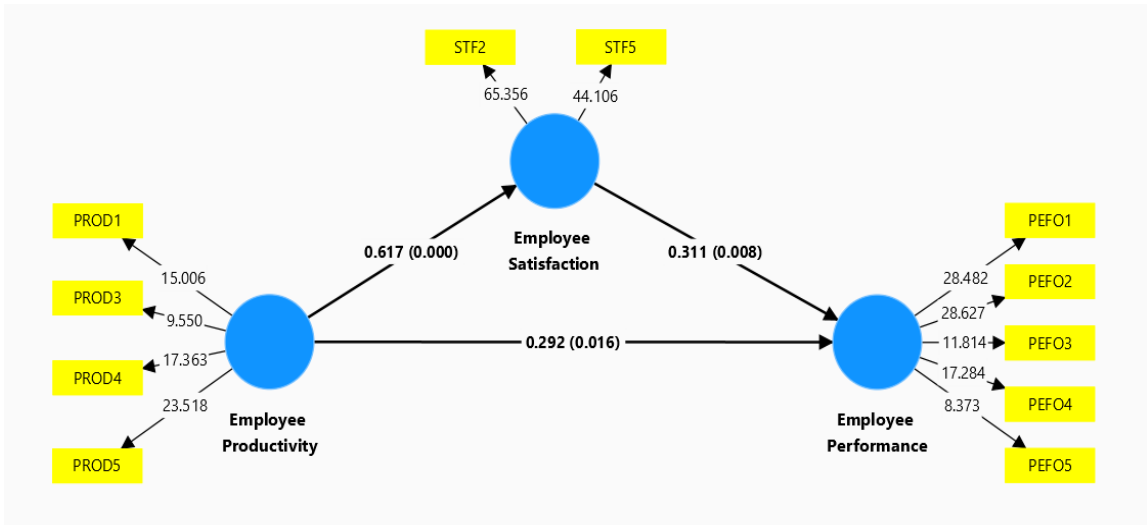 STF2
STF5
65.356
44.106
Employee
Satisfaction
PROD1
PROD3
PROD4
PROD5
15.006
9.550
17.363
23.518
Employee
Productivity
0.617 (0.000)
0.311 (0.008)
0.292 (0.016)
PEFO1
PEFO2
PEFO3
PEFO4
PEFO5
28.482
28.627
11.814
17.284
8.373
Employee
Performance